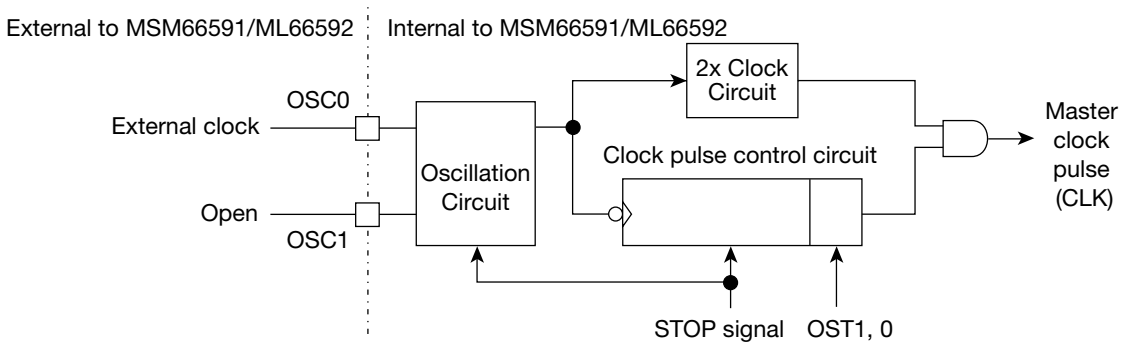 External to MSM66591/ML66592
Internal to MSM66591/ML66592
2x Clock
Circuit
OSC0
External clock
Master
clock
pulse
(CLK)
Clock pulse control circuit
Oscillation
Circuit
Open
OSC1
STOP signal
OST1, 0